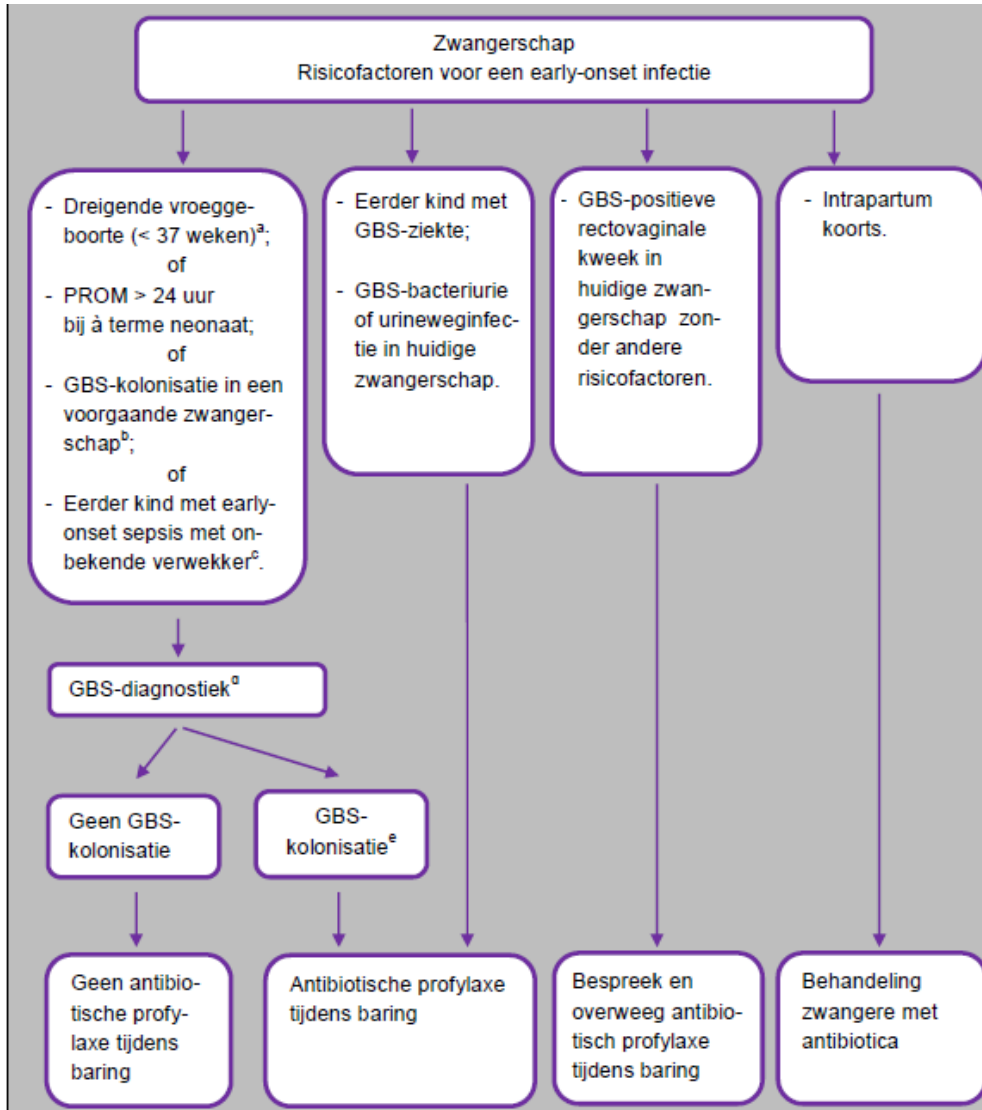 Zwangerschap
Risicofactoren voor een early-onset infectie
- Dreigende vroegge-
boorte (< 37 weken)ᵃ;
of
- PROM > 24 uur
bij à terme neonaat;
of
- GBS-kolonisatie in een
voorgaande zwanger-
schapᵇ;
of
- Eerder kind met early-
onset sepsis met on-
bekende verwekkerᶜ.
- Eerder kind met
GBS-ziekte;
- GBS-bacteriurie
of urineweginfec-
tie in huidige
zwangerschap.
- GBS-positieve
rectovaginale
kweek in
huidige zwan-
gerschap zon-
der andere
risicofactoren.
- Intrapartum
koorts.
GBS-diagnostiekᵈ
Geen GBS-
kolonisatie
GBS-
kolonisatieᵉ
Geen antibio-
tische profy-
laxe tijdens
baring
Antibiotische profylaxe
tijdens baring
Bespreek en
overweeg antibio-
tisch profylaxe
tijdens baring
Behandeling
zwangere met
antibiotica